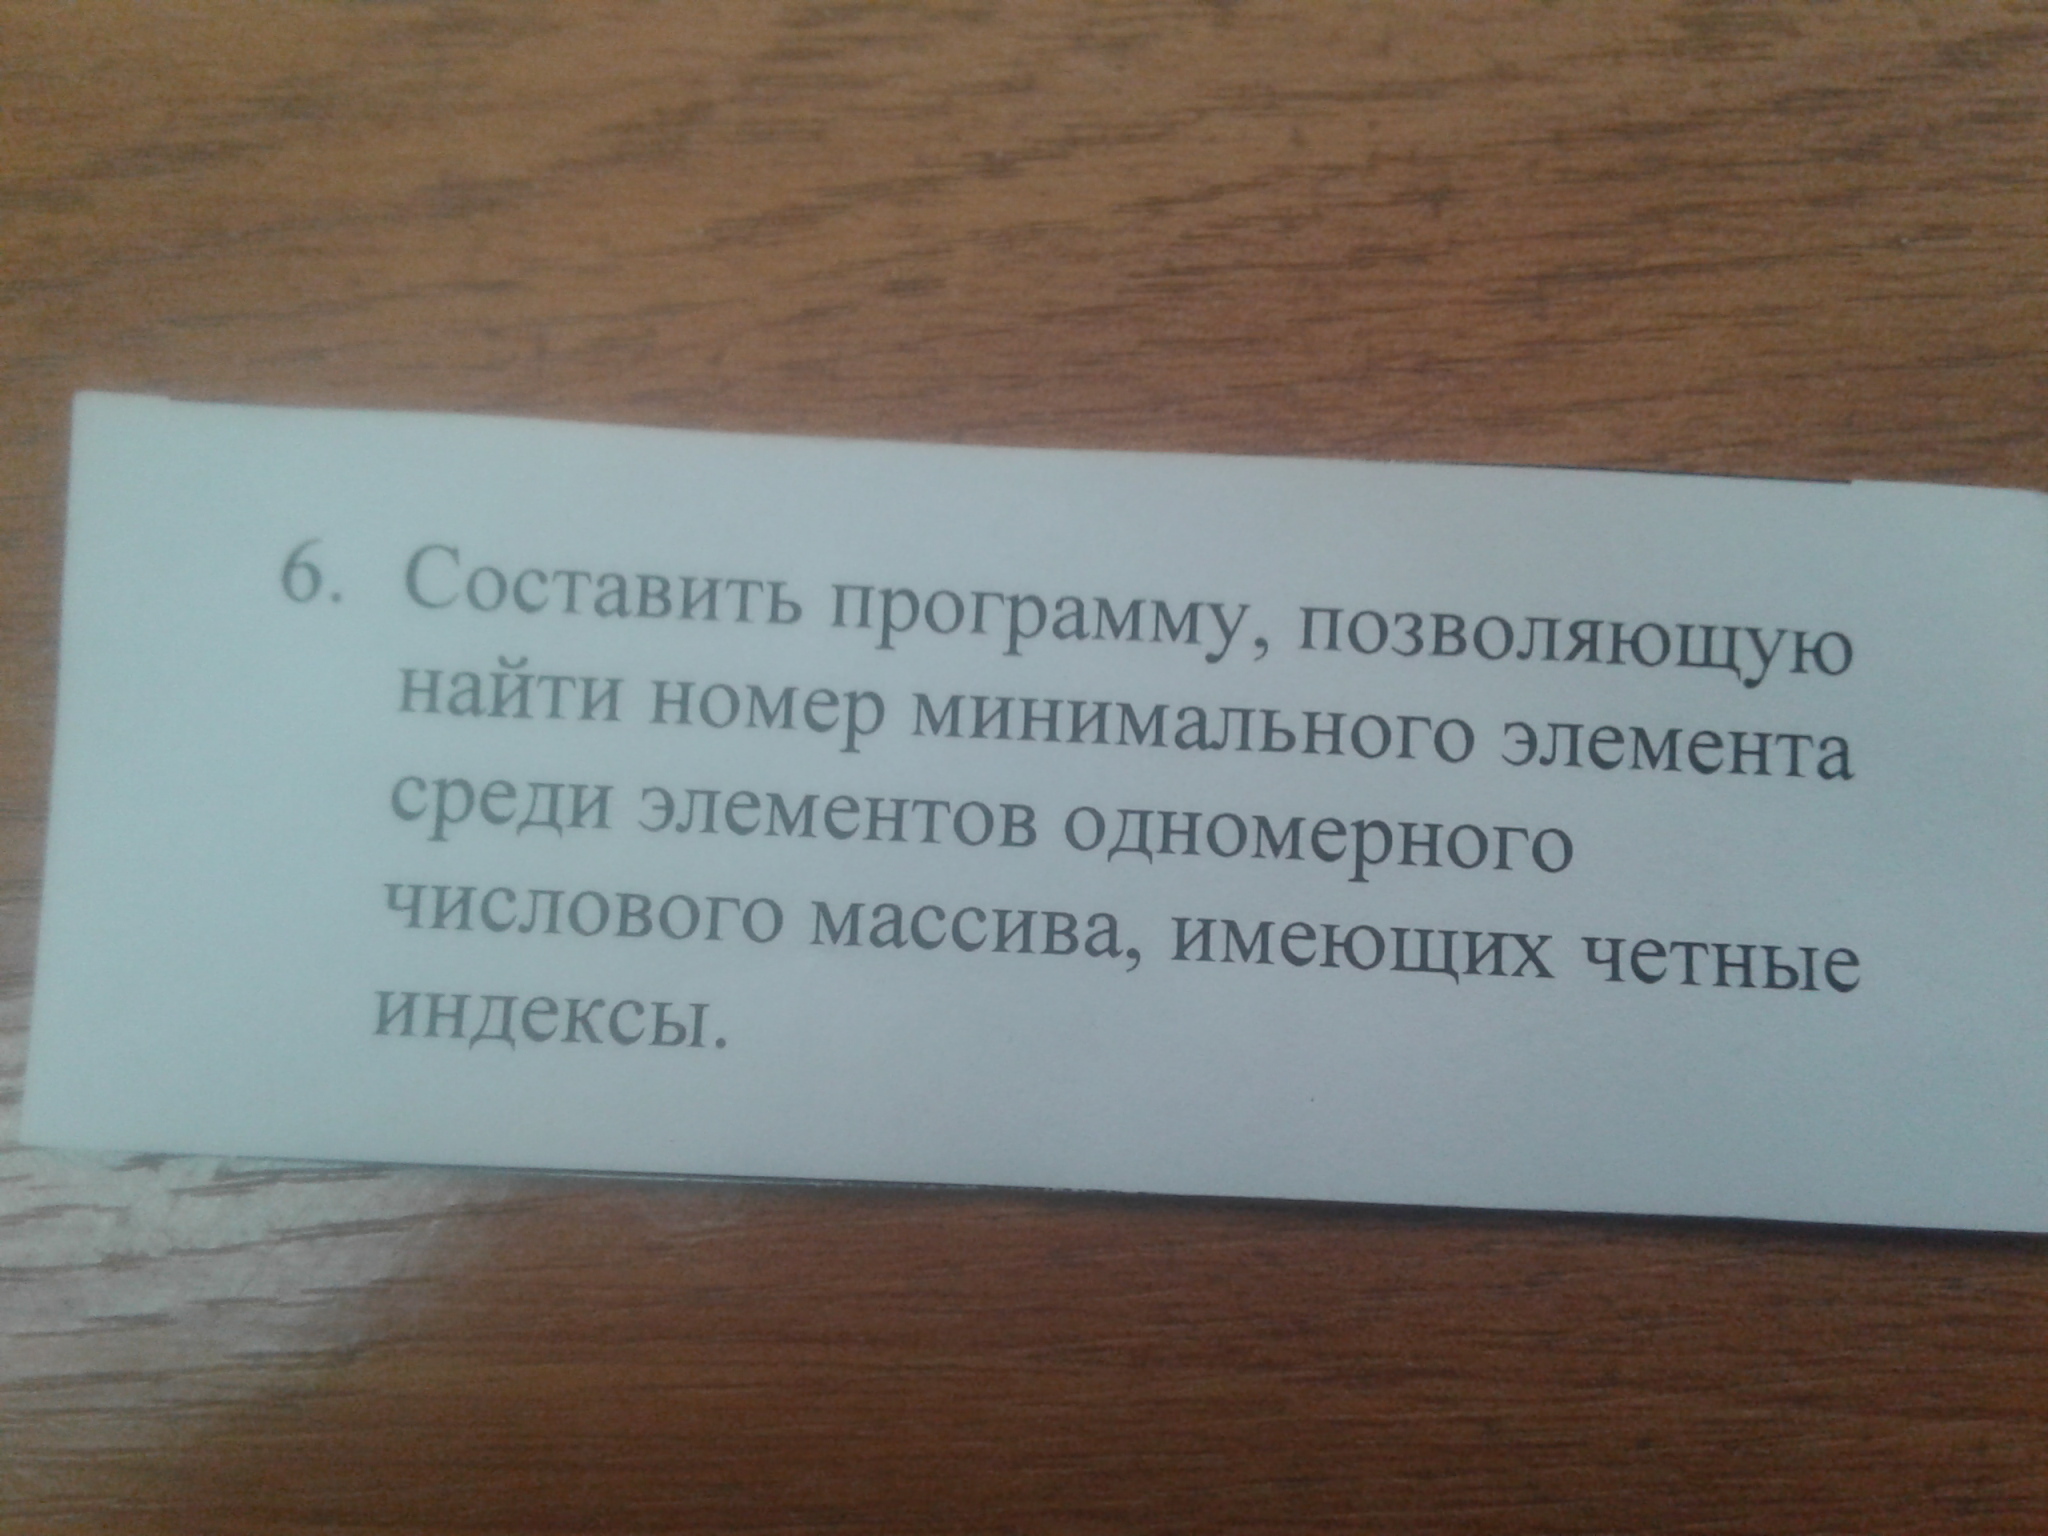 6. Составить программу, позволяющую
найти номер минимального элемента
среди элементов одномерного
числового массива, имеющих четные
индексы.